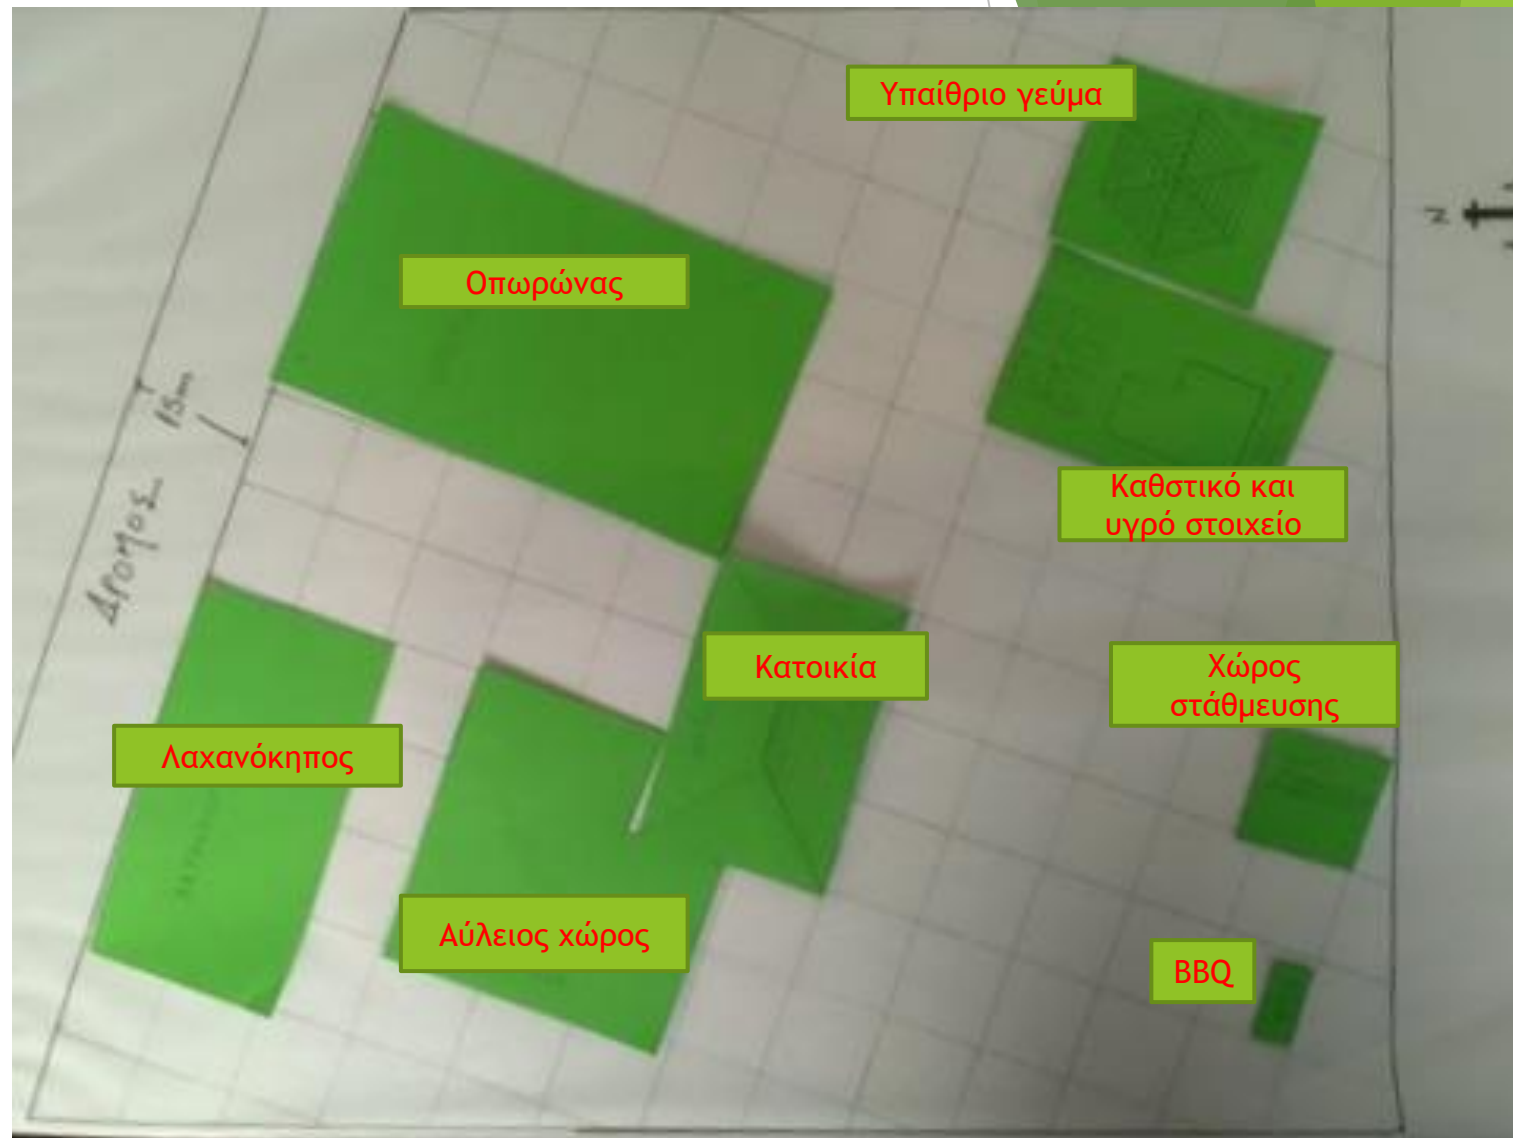 Υπαίθριο γεύμα
Οπωρώνας
N
15m
Δρομος
Καθστικό και
υγρό στοιχείο
Κατοικία
Χώρος
στάθμευσης
Λαχανόκηπος
Αύλειος χώρος
BBQ